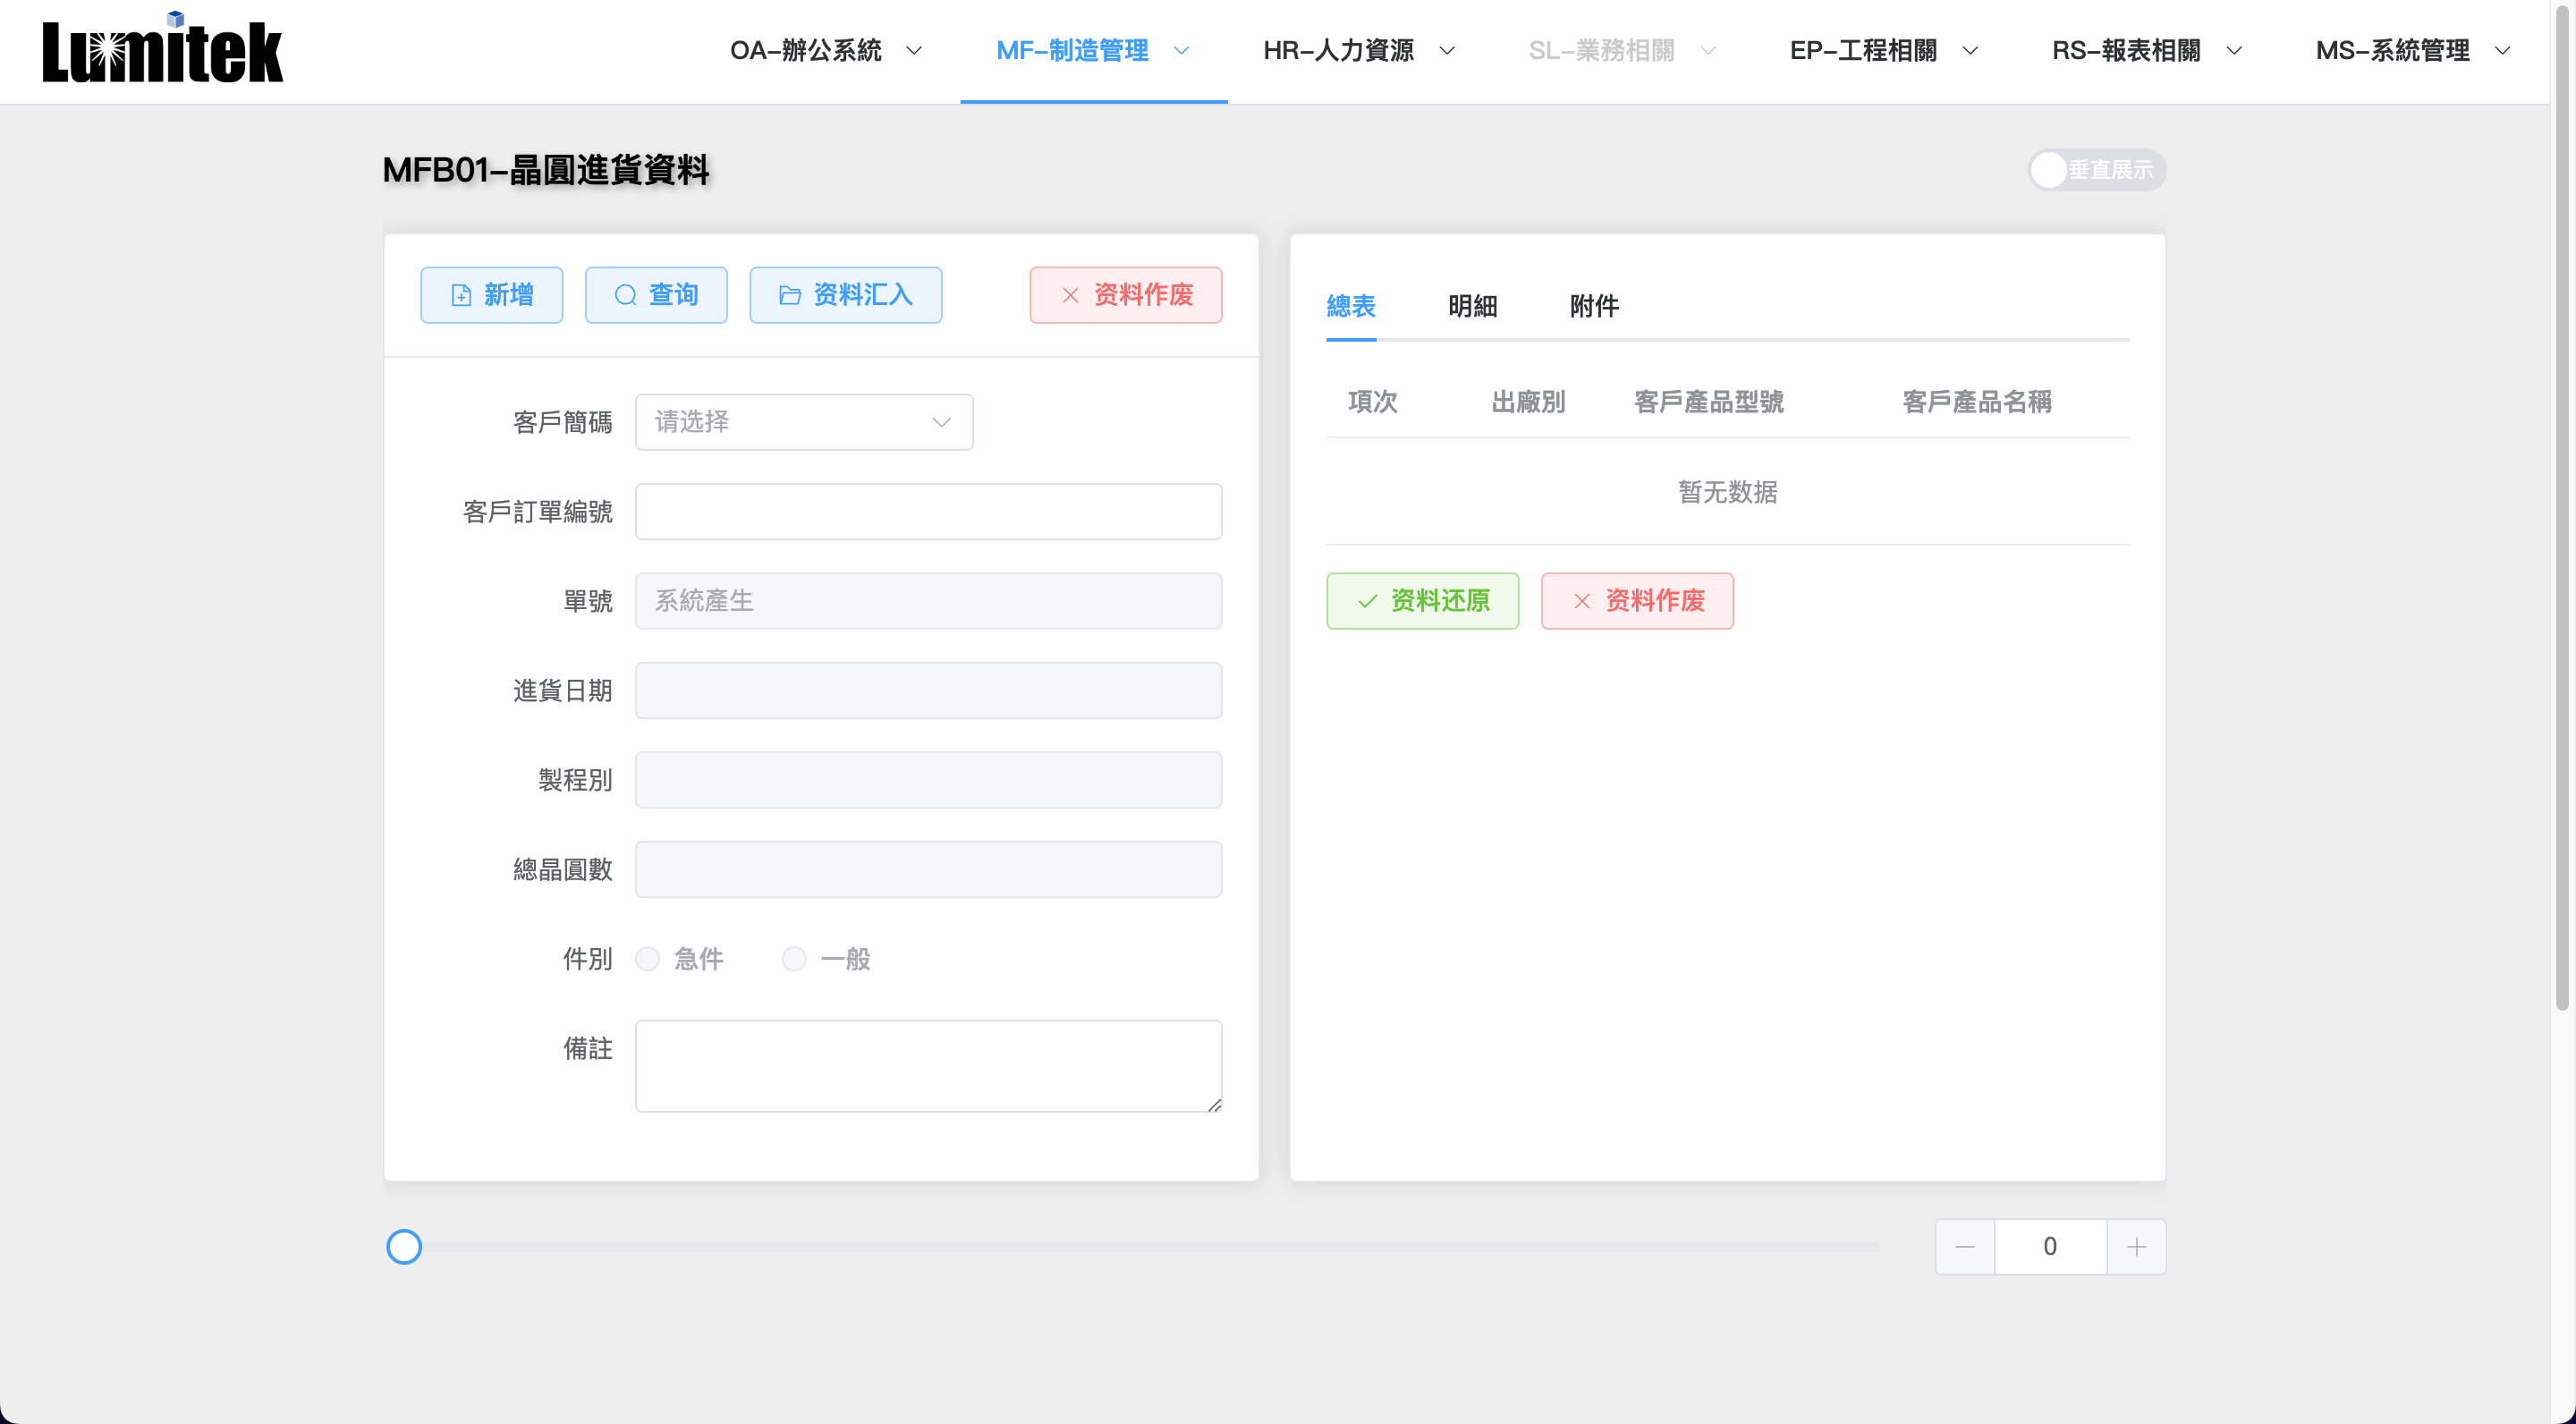 Lumitek
OA-辦公系統
MF-制造管理
HR-人力資源
SL-業務相關
EP-工程相關
RS-報表相關
MS-系統管理
MFB01-晶圓進貨資料
垂直展示
新增
查询
资料汇入
资料作废
客戶簡碼
请选择
客戶訂單編號
單號
系統產生
進貨日期
製程別
總晶圓數
件別
急件
一般
備註
總表
明細
附件
項次
出廠別
客戶產品型號
客戶產品名稱
暂无数据
资料还原
资料作废
0